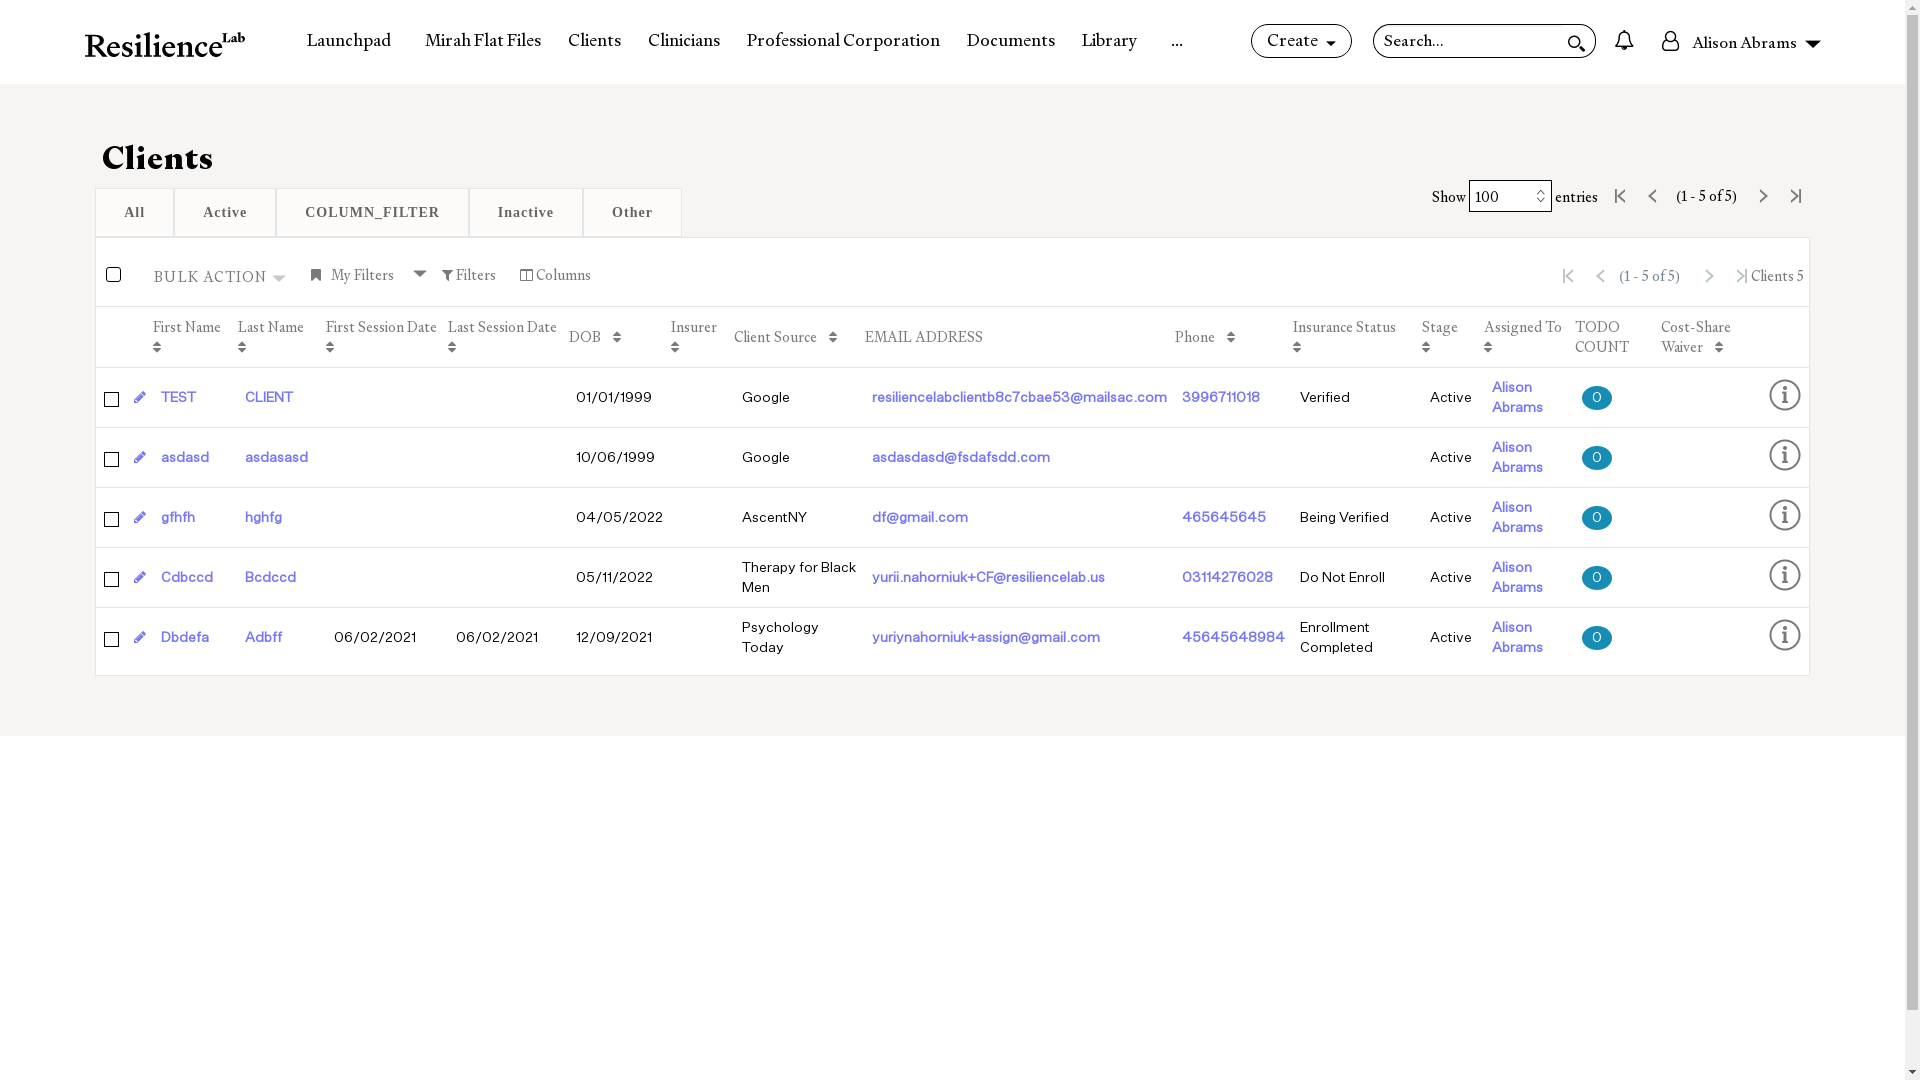 ResilienceLab Launchpad Mirah Flat Files Clients Clinicians Professional Corporation Documents Library ... Create Search... Alison Abrams
Clients
All Active COLUMN_FILTER Inactive Other
Show 100 entries (1 - 5 of 5)
BULK ACTION My Filters Filters Columns (1 - 5 of 5) Clients 5
First Name Last Name First Session Date Last Session Date DOB Insurer Client Source EMAIL ADDRESS Phone Insurance Status Stage Assigned To TODO COUNT Cost-Share Waiver
TEST CLIENT 01/01/1999 Google resiliencelabclientb8c7cbae53@mailsac.com 3996711018 Verified Active Alison Abrams 0
asdasd asdasasd 10/06/1999 Google asdasdasd@fsdafsdd.com Active Alison Abrams 0
gfhfh hghfg 04/05/2022 AscentNY df@gmail.com 465645645 Being Verified Active Alison Abrams 0
Cdbccd Bcdccd 05/11/2022 Therapy for Black Men yurii.nahorniuk+CF@resiliencelab.us 03114276028 Do Not Enroll Active Alison Abrams 0
Dbdefa Adbff 06/02/2021 06/02/2021 12/09/2021 Psychology Today yuriynahorniuk+assign@gmail.com 45645648984 Enrollment Completed Active Alison Abrams 0